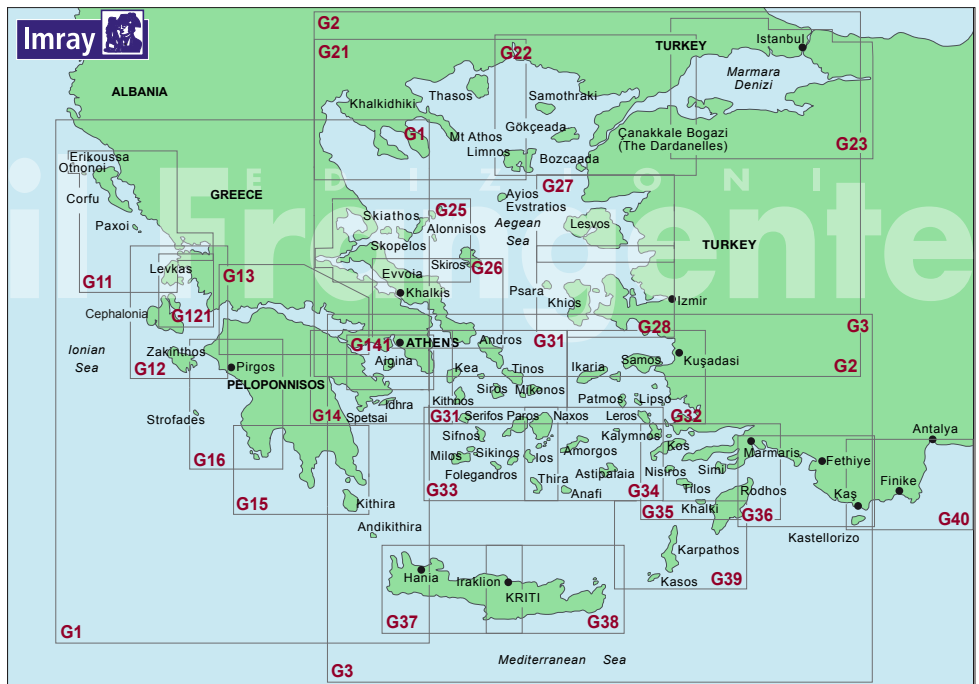 Imray
G2
G21
G22
TURKEY
Istanbul
Marmara
Denizi
ALBANIA
Thasos
Khalkidhiki
Samothraki
G1
Gökçeada
Mt Athos
Limnos
Çanakkale Bogazi
(The Dardanelles)
G23
Bozcaada
Erikoussa
Othonoi
EDIZIONI
il Frangente
G27
GREECE
Corfu
Ayios
Evstratios
G25
Skiathos
Alonnisos
Aegean
Sea
Lesvos
Paxoi
Skopelos
TURKEY
Levkas
G11
G13
Skiros
G26
Evvoia
Khalkis
Psara
Khios
Izmir
Cephalonia
G121
G28
G3
G141
ATHENS
Andros
G31
Ionian
Sea
Zakinthos
G12
Aigina
Samos
Kuşadasi
G2
Pirgos
Kea
Tinos
Ikaria
PELOPONNISOS
Siros
Mikonos
Kithnos
Patmos
Lipso
Idhra
Strofades
G14
Spetsai
G31
Serifos
Paros
Naxos
Leros
G32
Antalya
Sifnos
Kalymnos
Kos
G16
Milos
Sikinos
Ios
Amorgos
Marmaris
Fethiye
Folegandros
Astipalaia
Nisiros
Simi
Thira
Tilos
Rodhos
Finike
G33
Anafi
G34
Kaş
G15
Kithira
G35
Khalki
G36
G40
Andikithira
Kastellorizo
Karpathos
Hania
Iraklion
Kasos
G39
KRITI
G37
G38
G1
Mediterranean Sea
G3